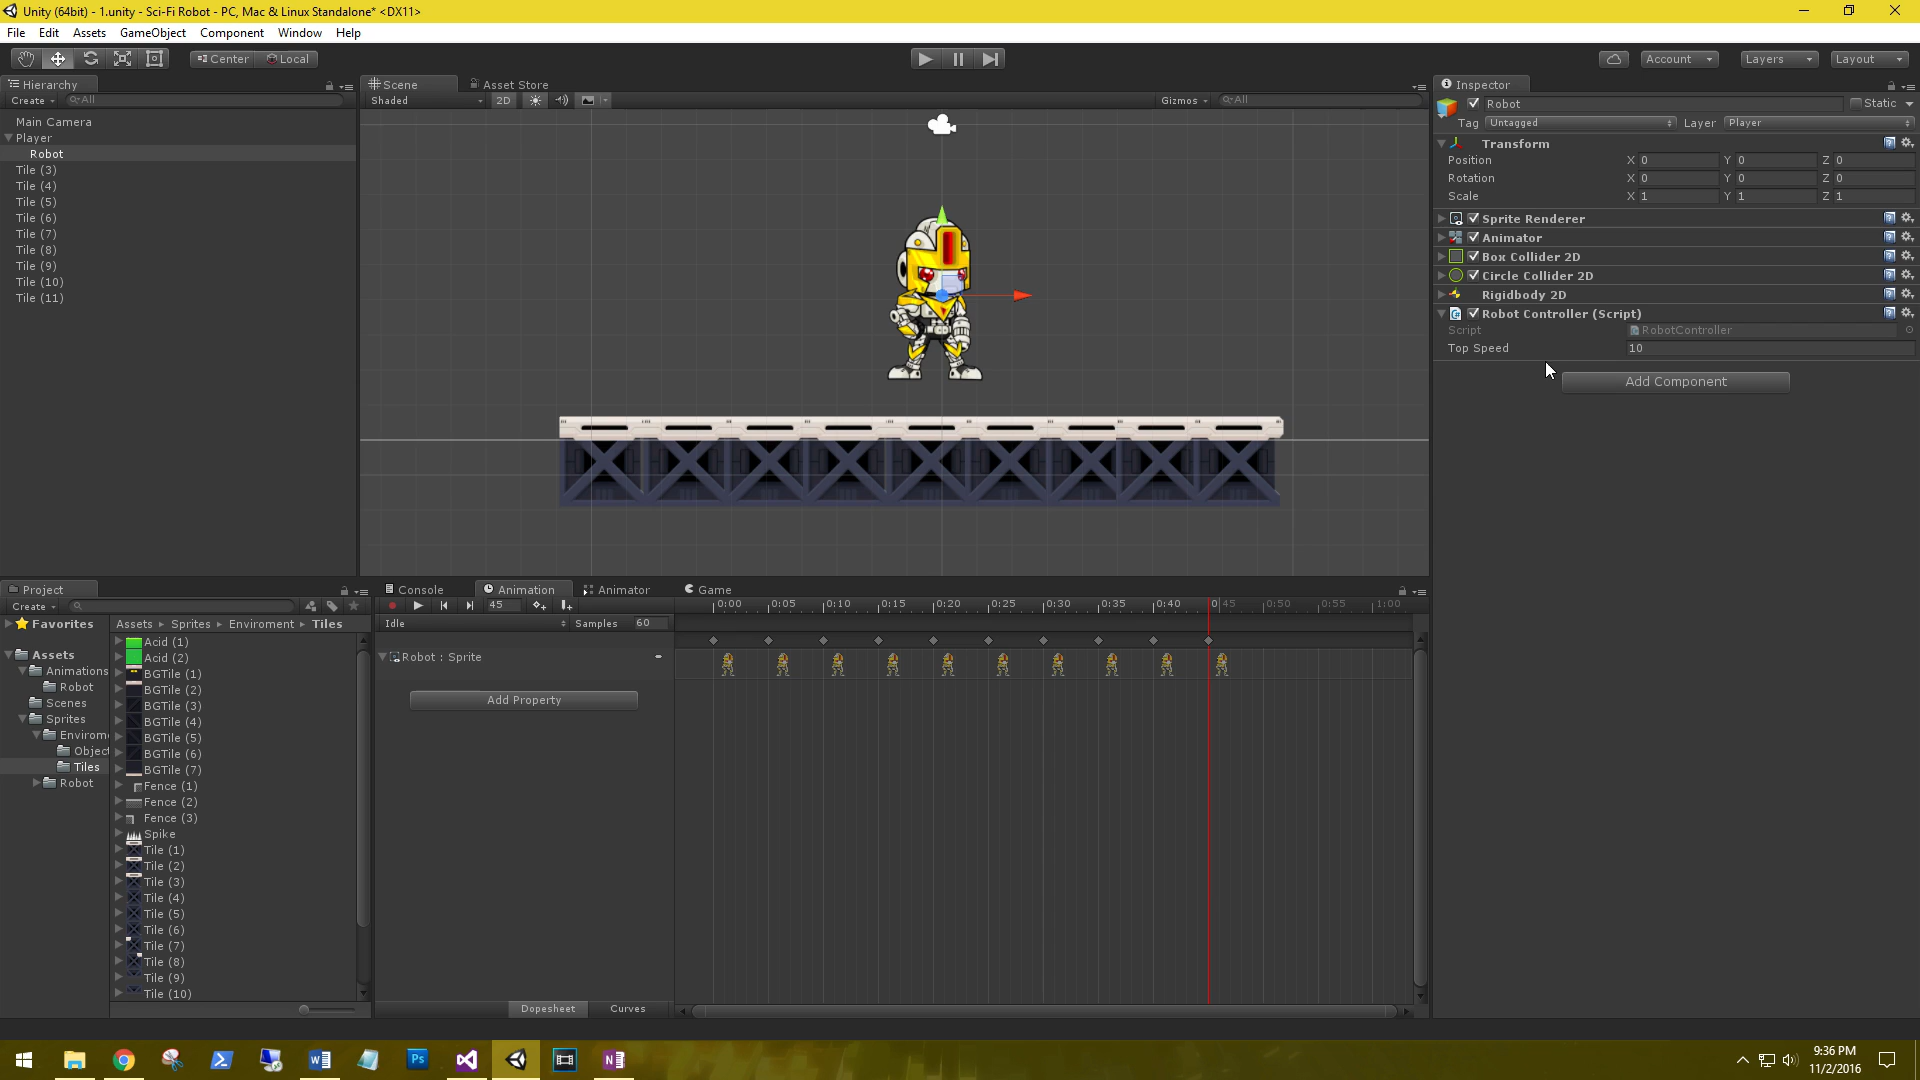 Unity (64bit) - 1.unity - Sci-Fi Robot - PC, Mac & Linux Standalone* <DX11>
File Edit Assets GameObject Component Window Help
Center Local Account Layers Layout
Hierarchy
Create All
Main Camera
Player
Robot
Tile (3)
Tile (4)
Tile (5)
Tile (6)
Tile (7)
Tile (8)
Tile (9)
Tile (10)
Tile (11)
Scene Asset Store
Shaded 2D Gizmos All
Inspector
Robot Static
Tag Untagged Layer Player
Transform
Position X 0 Y 0 Z 0
Rotation X 0 Y 0 Z 0
Scale X 1 Y 1 Z 1
Sprite Renderer
Animator
Box Collider 2D
Circle Collider 2D
Rigidbody 2D
Robot Controller (Script)
Script RobotController
Top Speed 10
Add Component
Project
Create
Favorites
Assets
Animations
Robot
Scenes
Sprites
Envirom
Object
Tiles
Robot
Assets Sprites Enviroment Tiles
Acid (1)
Acid (2)
BGTile (1)
BGTile (2)
BGTile (3)
BGTile (4)
BGTile (5)
BGTile (6)
BGTile (7)
Fence (1)
Fence (2)
Fence (3)
Spike
Tile (1)
Tile (2)
Tile (3)
Tile (4)
Tile (5)
Tile (6)
Tile (7)
Tile (8)
Tile (9)
Tile (10)
Console Animation Animator Game
45 0:00 0:05 0:10 0:15 0:20 0:25 0:30 0:35 0:40 0:45 0:50 0:55 1:00
Idle Samples 60
Robot : Sprite
Add Property
Dopesheet Curves
9:36 PM
11/2/2016